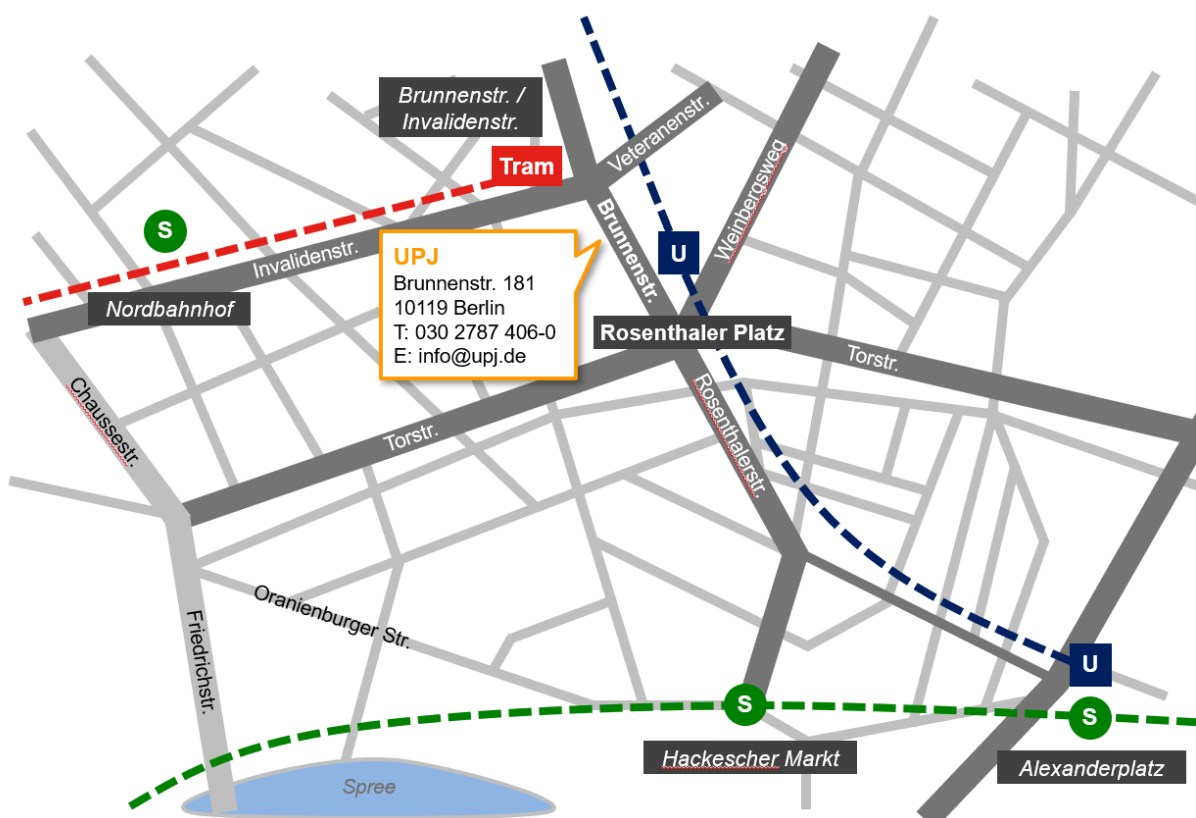 Brunnenstr. /
Invalidenstr.
Tram
Veteranenstr.
Weinbergsweg
S
Invalidenstr.
Nordbahnhof
UPJ
Brunnenstr. 181
10119 Berlin
T: 030 2787 406-0
E: info@upj.de
Brunnenstr.
U
Rosenthaler Platz
Torstr.
Chaussestr.
Torstr.
Rosenthalerstr.
Oranienburger Str.
Friedrichstr.
U
S
S
Hackescher Markt
Alexanderplatz
Spree